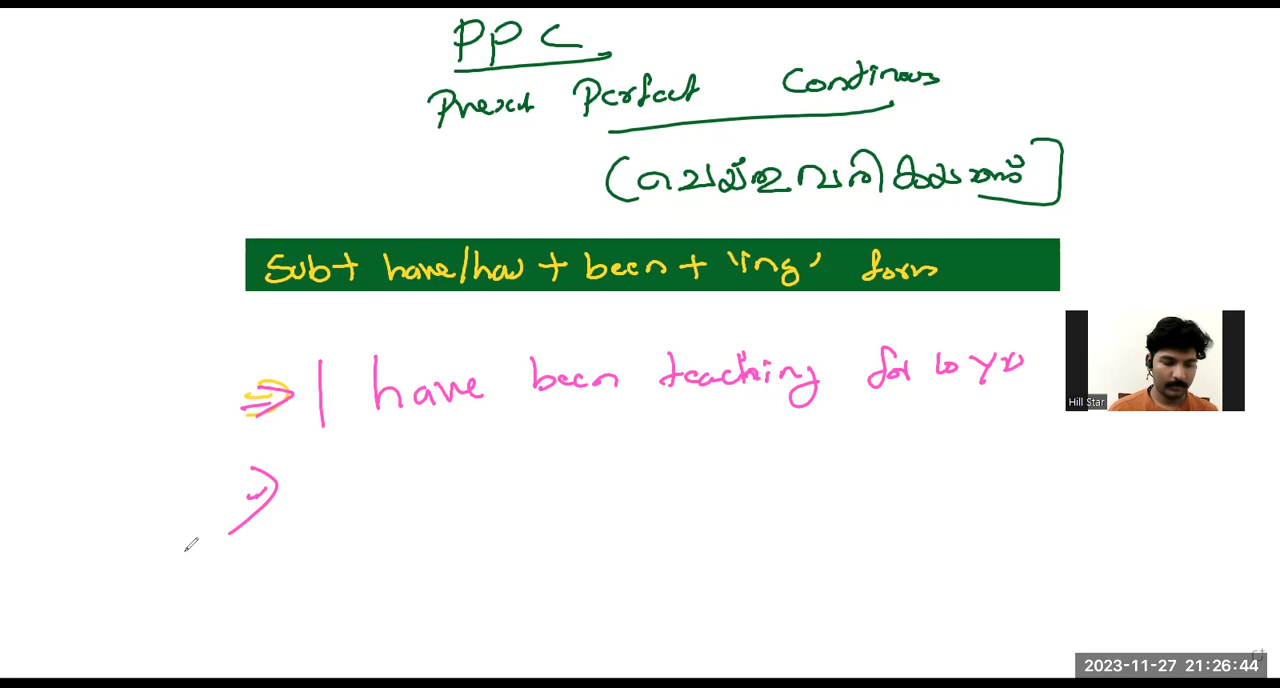 PPC
Present Perfect Continous
(ചെയ്തുവരികയാണ്]
Sub+ have/has + been + 'ing' form
⇒ I have been teaching for 10 yrs
Hill Star
2023-11-27 21:26:44